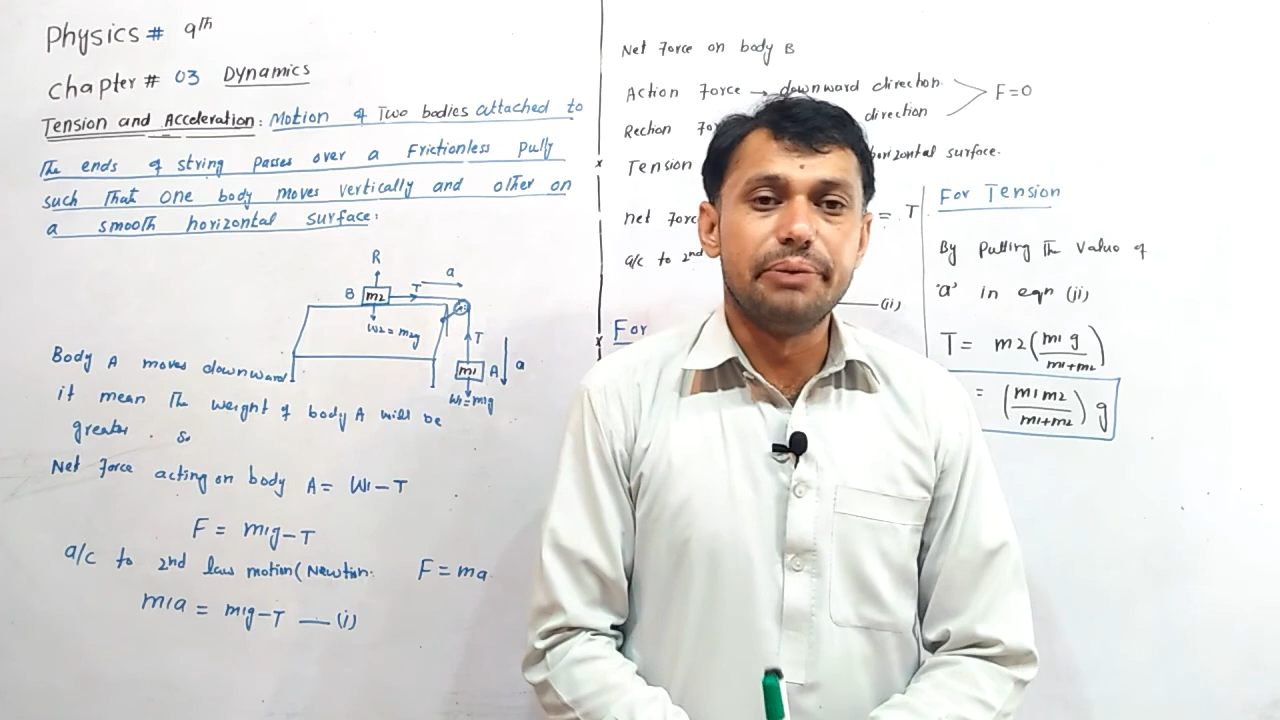 Physics # 9th
Chapter # 03 Dynamics
Tension and Acceleration: Motion of Two bodies attached to
The ends of string passes over a Frictionless pully
such That one body moves vertically and other on
a smooth horizontal surface:
R
a
B m2 T
W2 = m2g
T
m1 A a
W1 = m1g
Body A moves downward
it mean The weight of body A will be
greater. So
Net Force acting on body A = W1 - T
F = m1g - T
a/c to 2nd law motion (Newton. F = ma
m1a = m1g - T — (i)
Net Force on body B
Action Force → downward direction.
F = 0
Rection direction
Tension horizontal surface.
net Force = T
a/c to 2nd
(ii)
For
For Tension
By putting The value of
'a' in eqn (ii)
T = m2 (m1 g / m1+m2)
= (m1 m2 / m1+m2) g